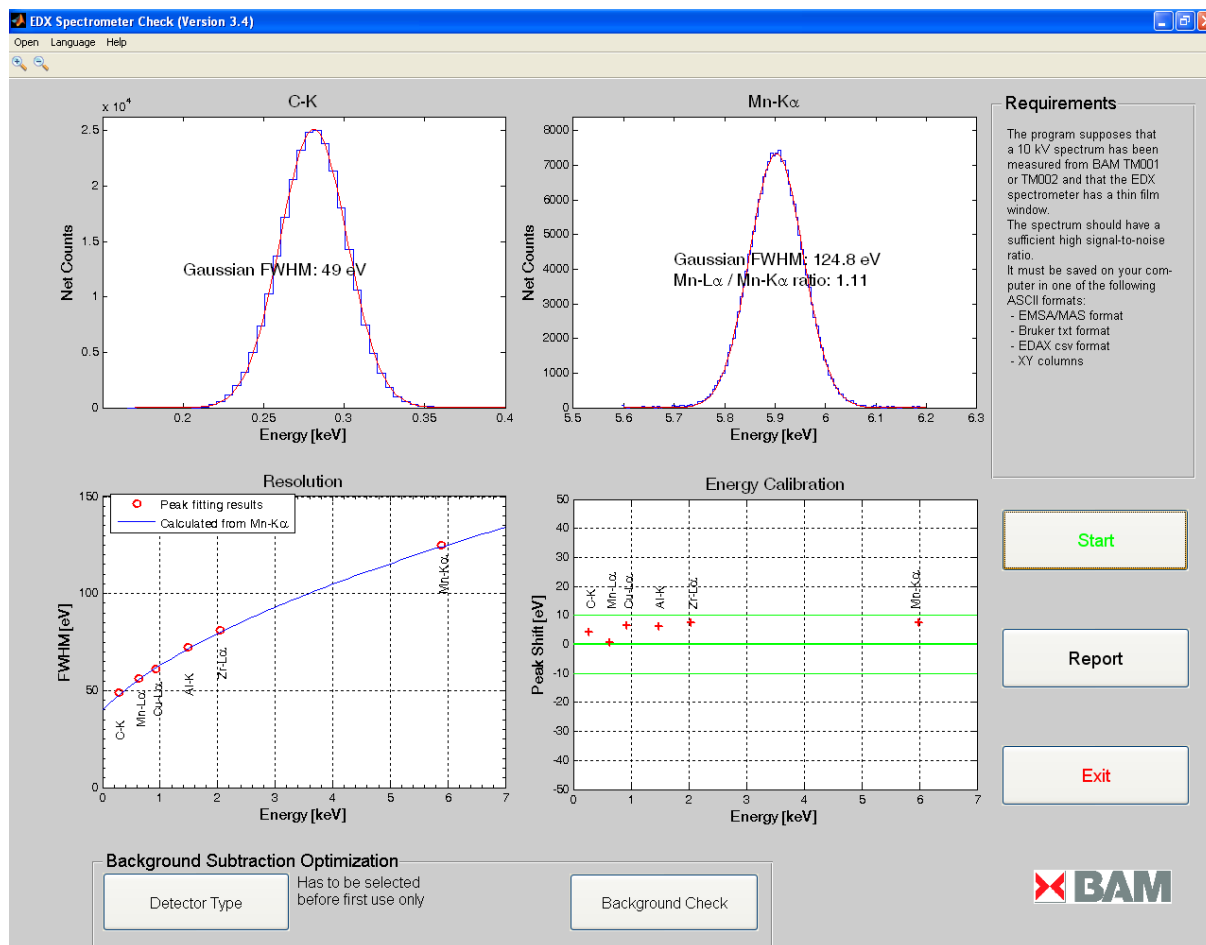 EDX Spectrometer Check (Version 3.4)
Open Language Help
C-K
x 10⁴
2.5
2
1.5
1
0.5
0
Net Counts
Gaussian FWHM: 49 eV
0.2 0.25 0.3 0.35 0.4
Energy [keV]
Mn-Kα
8000
7000
6000
5000
4000
3000
2000
1000
0
Net Counts
Gaussian FWHM: 124.8 eV
Mn-Lα / Mn-Kα ratio: 1.11
5.5 5.6 5.7 5.8 5.9 6 6.1 6.2 6.3
Energy [keV]
Requirements
The program supposes that
a 10 kV spectrum has been
measured from BAM TM001
or TM002 and that the EDX
spectrometer has a thin film
window.
The spectrum should have a
sufficient high signal-to-noise
ratio.
It must be saved on your com-
puter in one of the following
ASCII formats:
- EMSA/MAS format
- Bruker txt format
- EDAX csv format
- XY columns
Resolution
150
100
50
0
FWHM [eV]
Peak fitting results
Calculated from Mn-Kα
C-K
Mn-Lα
Cu-Lα
Al-K
Zr-Lα
Mn-Kα
0 1 2 3 4 5 6 7
Energy [keV]
Energy Calibration
50
40
30
20
10
0
-10
-20
-30
-40
-50
Peak Shift [eV]
C-K
Mn-Lα
Cu-Lα
Al-K
Zr-Lα
Mn-Kα
0 1 2 3 4 5 6 7
Energy [keV]
Start
Report
Exit
Background Subtraction Optimization
Detector Type
Has to be selected
before first use only
Background Check
BAM